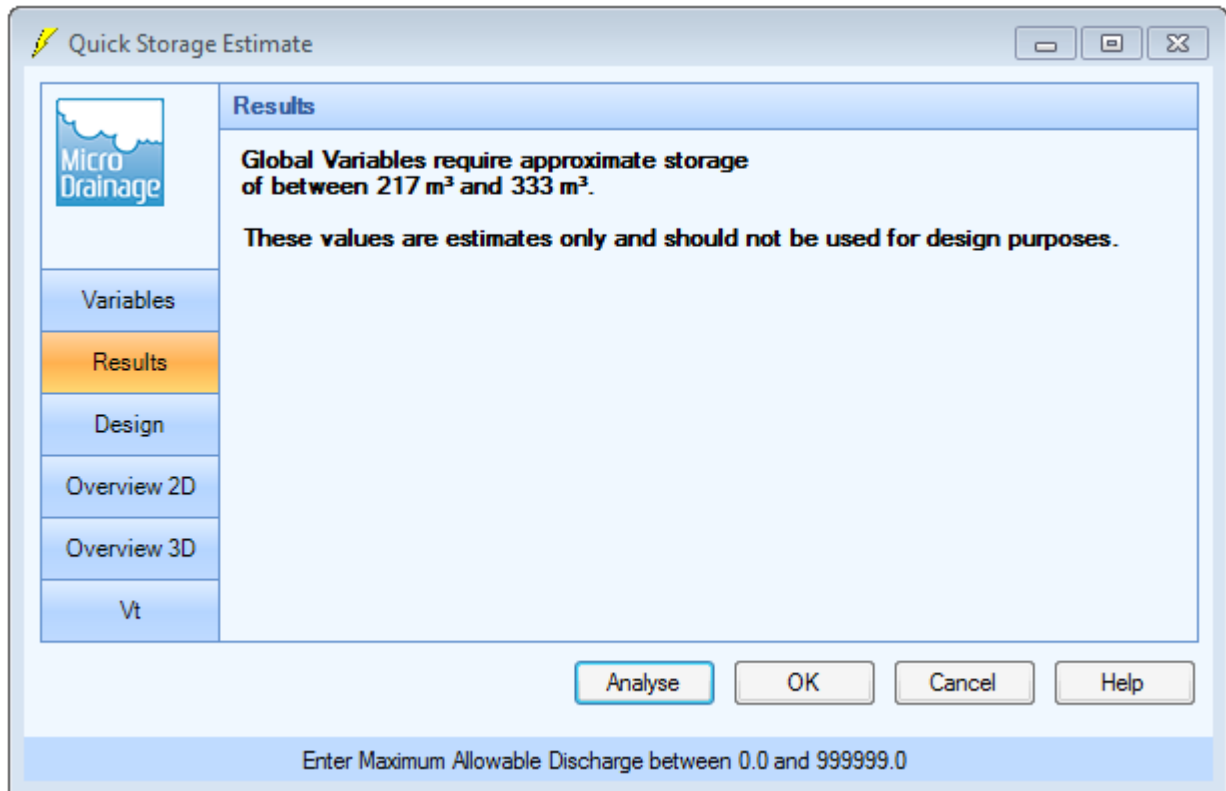 Quick Storage Estimate
Micro
Drainage
Results
Global Variables require approximate storage
of between 217 m³ and 333 m³.
These values are estimates only and should not be used for design purposes.
Variables
Results
Design
Overview 2D
Overview 3D
Vt
Analyse
OK
Cancel
Help
Enter Maximum Allowable Discharge between 0.0 and 999999.0